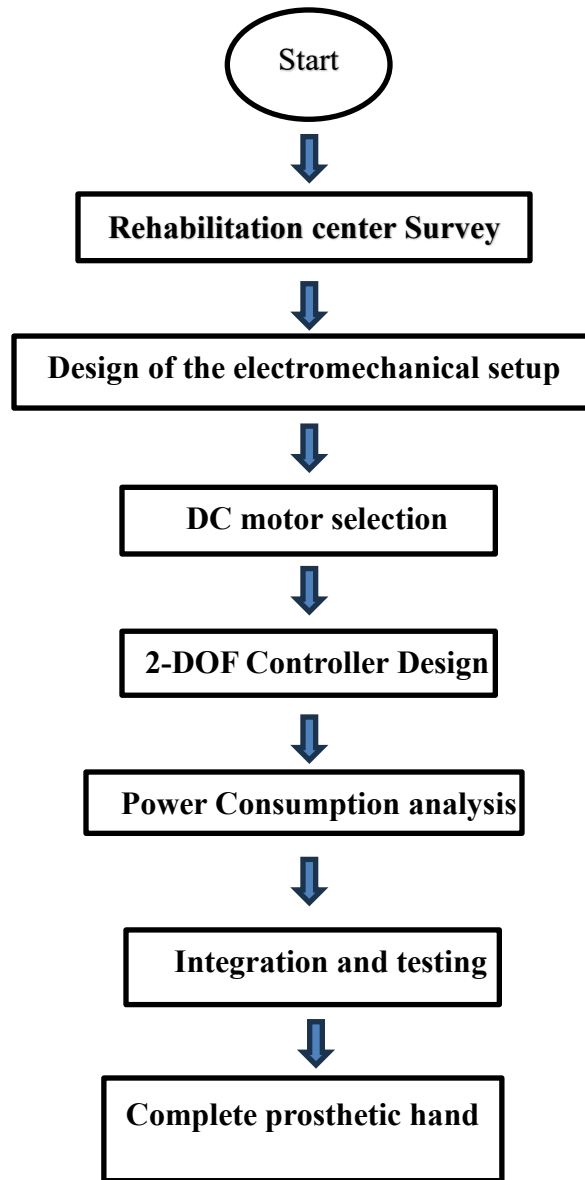 Start
Rehabilitation center Survey
Design of the electromechanical setup
DC motor selection
2-DOF Controller Design
Power Consumption analysis
Integration and testing
Complete prosthetic hand